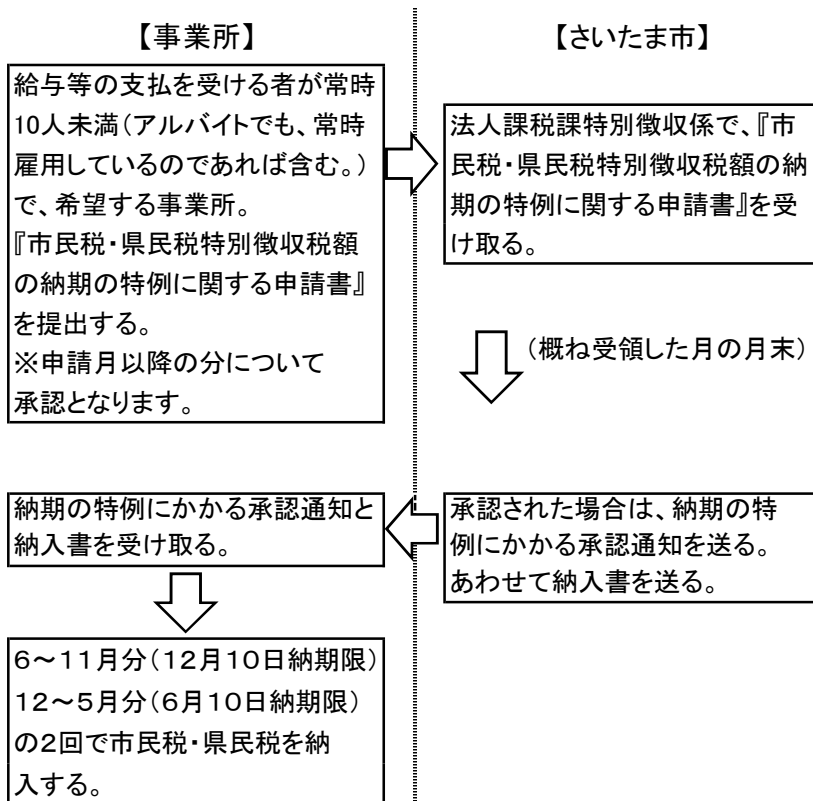 【事業所】
【さいたま市】
給与等の支払を受ける者が常時
10人未満(アルバイトでも、常時
雇用しているのであれば含む。)
で、希望する事業所。
『市民税・県民税特別徴収税額
の納期の特例に関する申請書』
を提出する。
※申請月以降の分について
承認となります。
法人課税課特別徴収係で、『市
民税・県民税特別徴収税額の納
期の特例に関する申請書』を受
け取る。
(概ね受領した月の月末)
承認された場合は、納期の特
例にかかる承認通知を送る。
あわせて納入書を送る。
納期の特例にかかる承認通知と
納入書を受け取る。
6~11月分(12月10日納期限)
12~5月分(6月10日納期限)
の2回で市民税・県民税を納
入する。